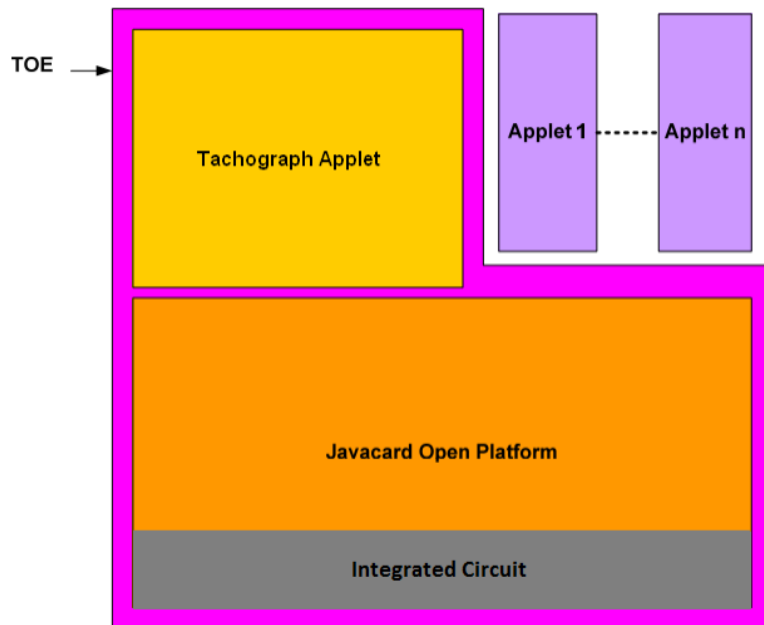 TOE
Tachograph Applet
Applet 1
Applet n
Javacard Open Platform
Integrated Circuit